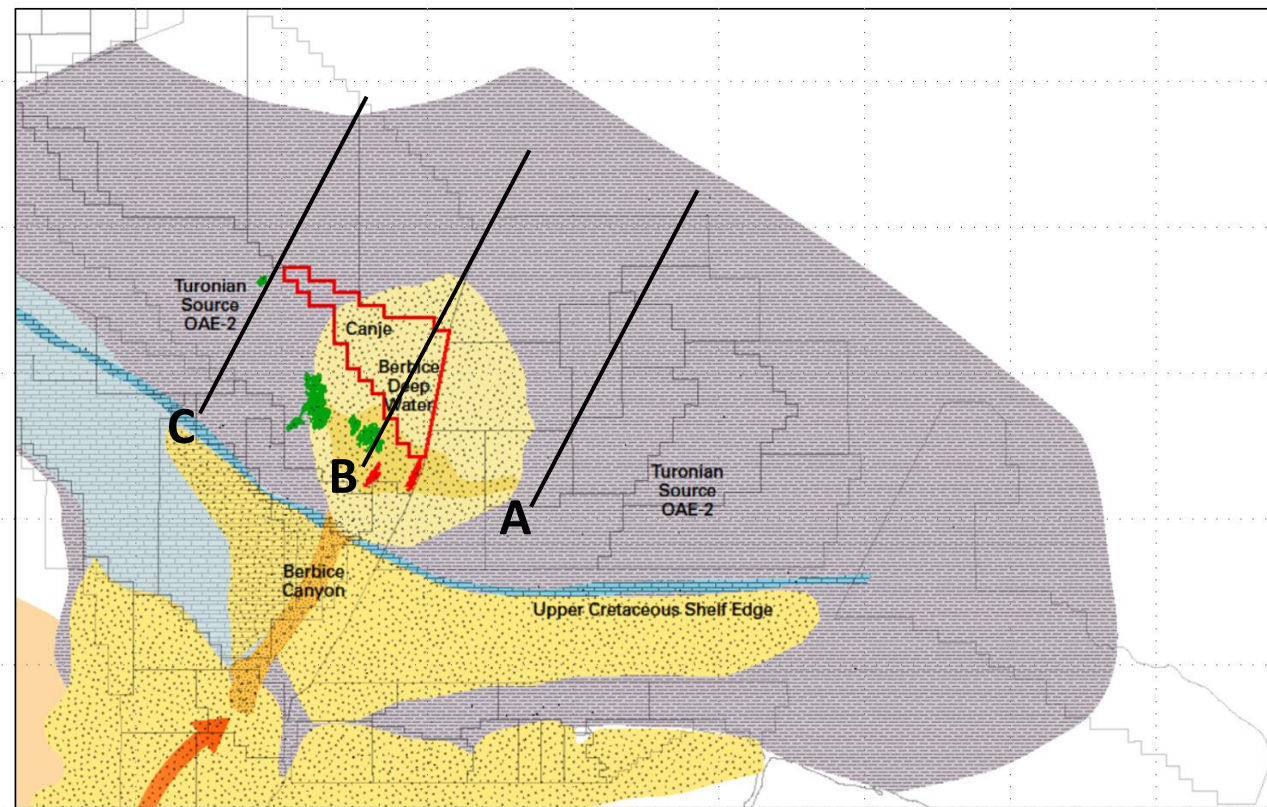 Turonian
Source
OAE-2
Canje
Berbice
Deep
Water
C
B
A
Turonian
Source
OAE-2
Berbice
Canyon
Upper Cretaceous Shelf Edge